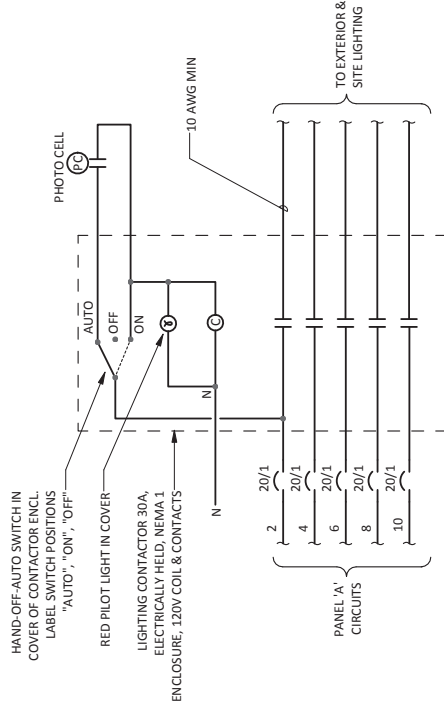 HAND-OFF-AUTO SWITCH IN
COVER OF CONTACTOR ENCL.
LABEL SWITCH POSITIONS
"AUTO", "ON", "OFF"
RED PILOT LIGHT IN COVER
LIGHTING CONTACTOR 30A,
ELECTRICALLY HELD, NEMA 1
ENCLOSURE, 120V COIL & CONTACTS
PHOTO CELL
PC
AUTO
OFF
ON
R
C
N
N
10 AWG MIN
PANEL 'A'
CIRCUITS
2
20/1
4
20/1
6
20/1
8
20/1
10
20/1
TO EXTERIOR &
SITE LIGHTING